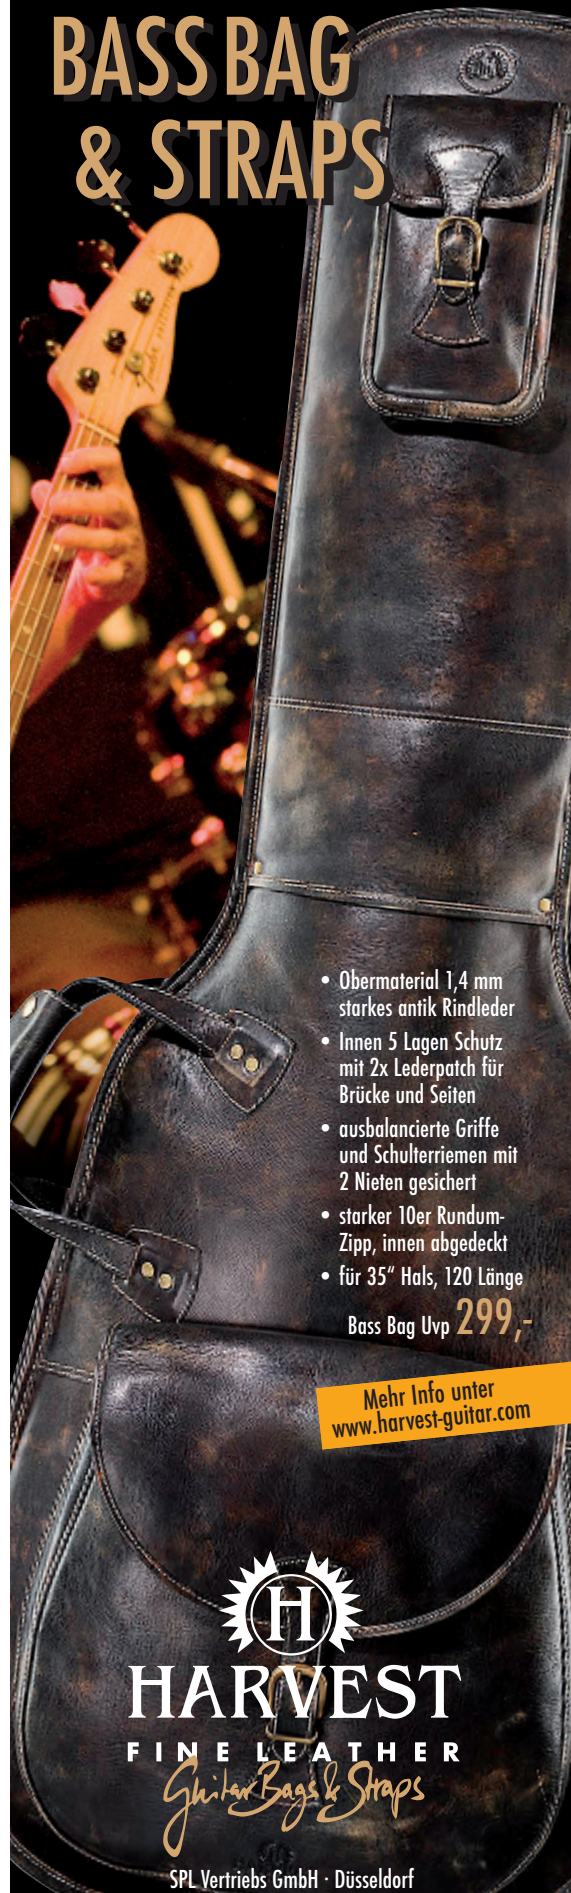 BASS BAG
& STRAPS
Fender PRECISION BASS
• Obermaterial 1,4 mm
starkes antik Rindleder
• Innen 5 Lagen Schutz
mit 2x Lederpatch für
Brücke und Seiten
• ausbalancierte Griffe
und Schulterriemen mit
2 Nieten gesichert
• starker 10er Rundum-
Zipp, innen abgedeckt
• für 35“ Hals, 120 Länge
Bass Bag Uvp 299,-
Mehr Info unter
www.harvest-guitar.com
H
HARVEST
FINE LEATHER
Guitar Bags & Straps
SPL Vertriebs GmbH · Düsseldorf